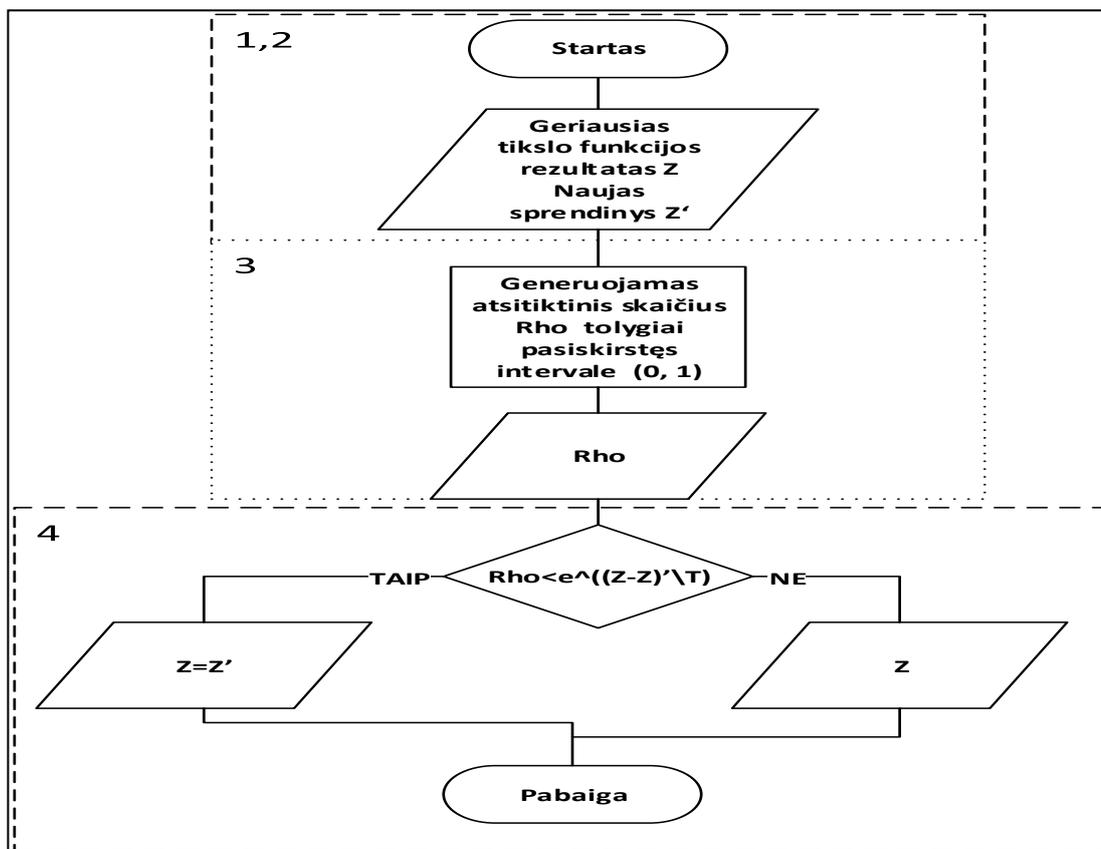 1,2
Startas
Geriausias
tikslo funkcijos
rezultatas Z
Naujas
sprendinys Z‘
3
Generuojamas
atsitiktinis skaičius
Rho tolygiai
pasiskirstęs
intervale (0, 1)
Rho
4
TAIP
Rho<e^((Z-Z)’\T)
NE
Z=Z’
Z
Pabaiga